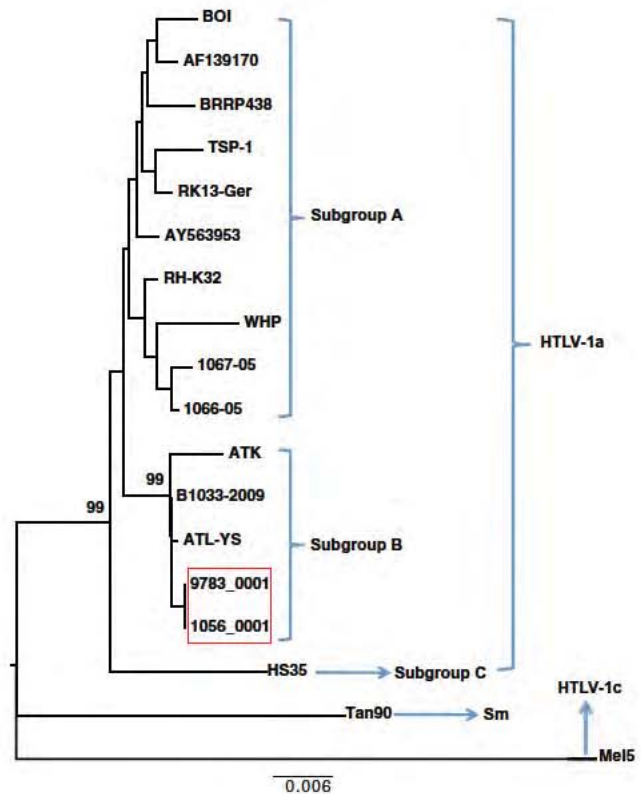 BOI
AF139170
BRRP438
TSP-1
RK13-Ger
Subgroup A
AY563953
RH-K32
WHP
HTLV-1a
1067-05
1066-05
ATK
99
B1033-2009
99
ATL-YS
Subgroup B
9783_0001
1056_0001
HS35
Subgroup C
HTLV-1c
Tan90
Sm
Mel5
0.006